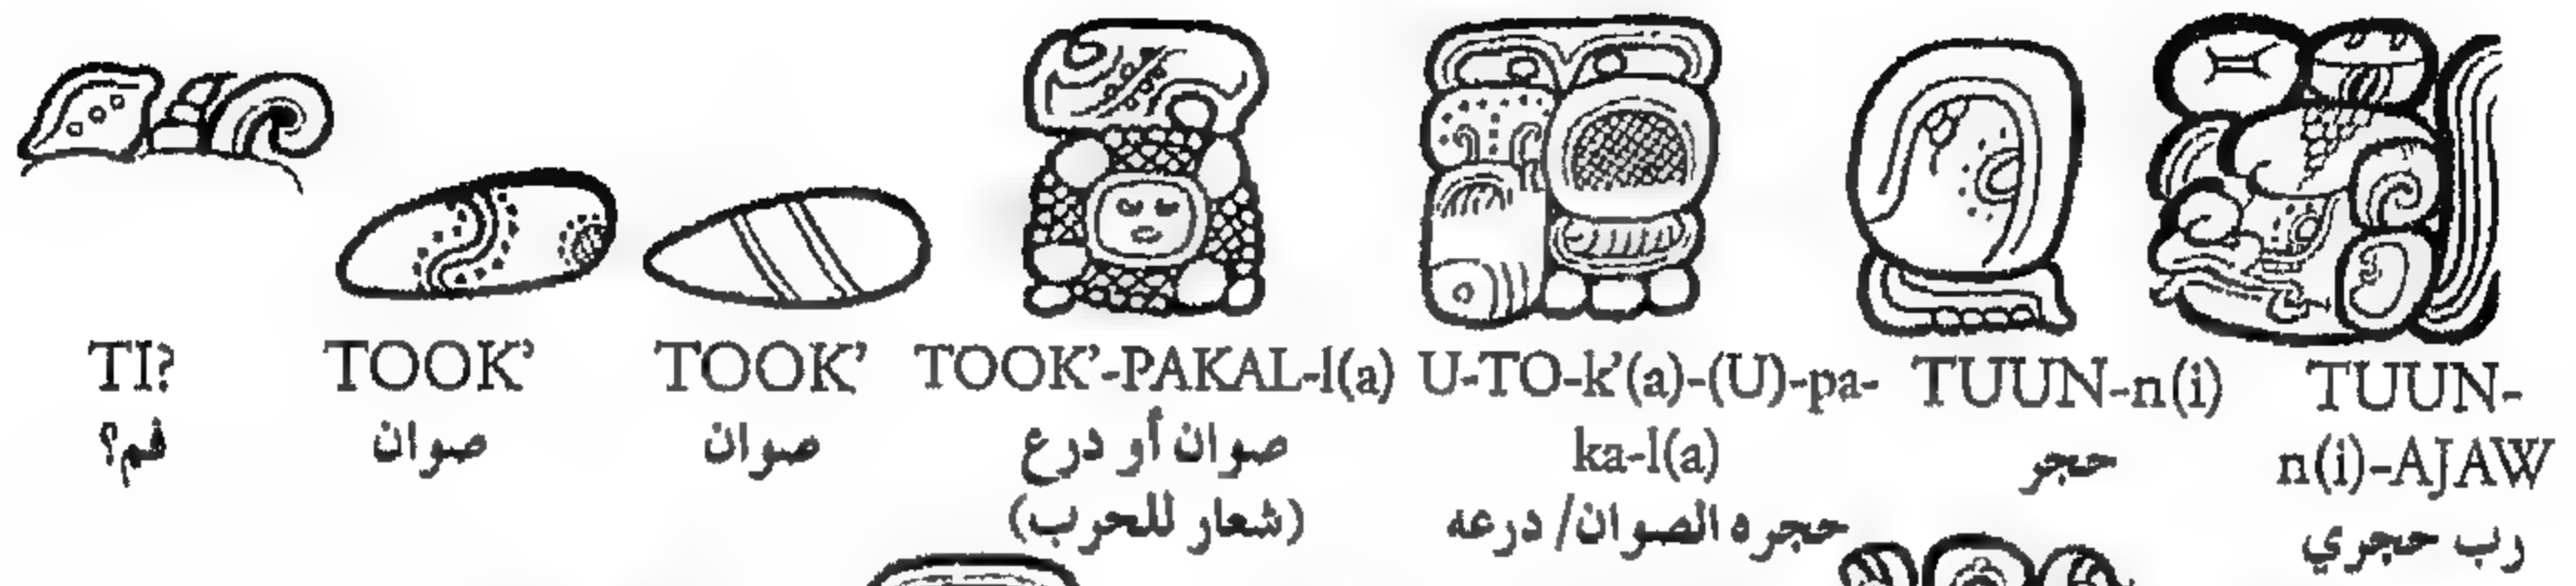 TI? TOOK' TOOK' TOOK'-PAKAL-l(a) U-TO-k'(a)-(U)-pa- TUUN-n(i) TUUN-
فم؟ صوان صوان صوان أو درع ka-l(a) حجر n(i)-AJAW
(شعار للحرب) حجره الصوان/ درعه رب حجري